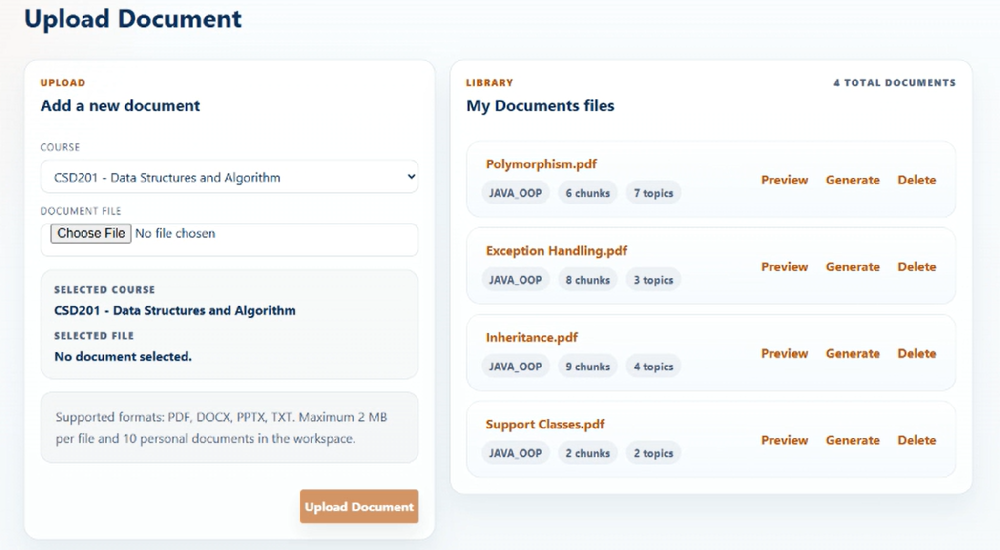 Upload Document
UPLOAD
Add a new document
COURSE
CSD201 - Data Structures and Algorithm
DOCUMENT FILE
Choose File No file chosen
SELECTED COURSE
CSD201 - Data Structures and Algorithm
SELECTED FILE
No document selected.
Supported formats: PDF, DOCX, PPTX, TXT. Maximum 2 MB
per file and 10 personal documents in the workspace.
Upload Document
LIBRARY
4 TOTAL DOCUMENTS
My Documents files
Polymorphism.pdf
JAVA_OOP 6 chunks 7 topics
Preview Generate Delete
Exception Handling.pdf
JAVA_OOP 8 chunks 3 topics
Preview Generate Delete
Inheritance.pdf
JAVA_OOP 9 chunks 4 topics
Preview Generate Delete
Support Classes.pdf
JAVA_OOP 2 chunks 2 topics
Preview Generate Delete